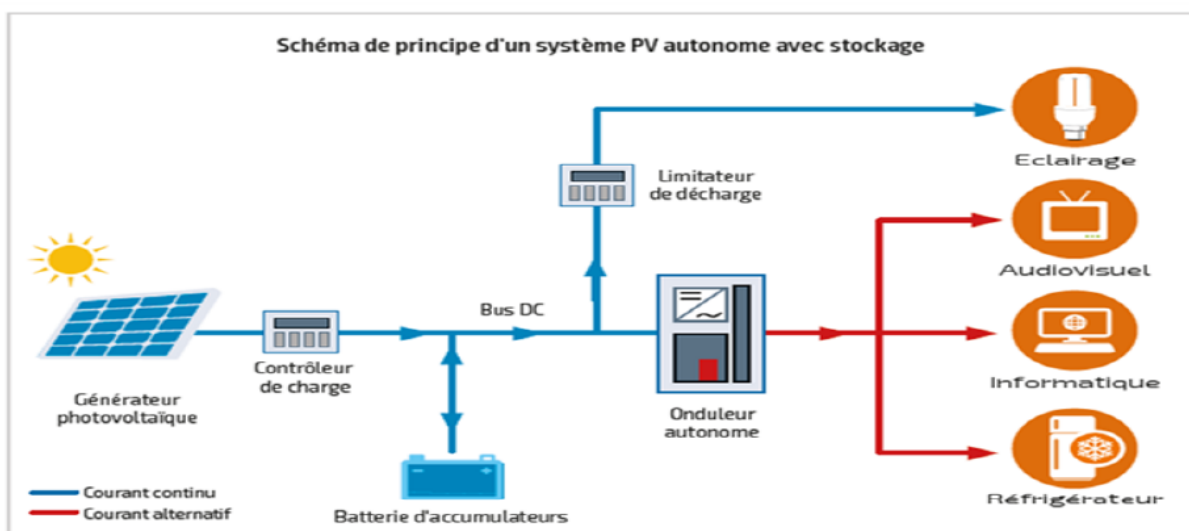 Schéma de principe d'un système PV autonome avec stockage
Eclairage
Limitateur
de décharge
Audiovisuel
Bus DC
Contrôleur
de charge
Générateur
photovoltaïque
Informatique
Onduleur
autonome
Réfrigérateur
Courant continu
Courant alternatif
Batterie d'accumulateurs